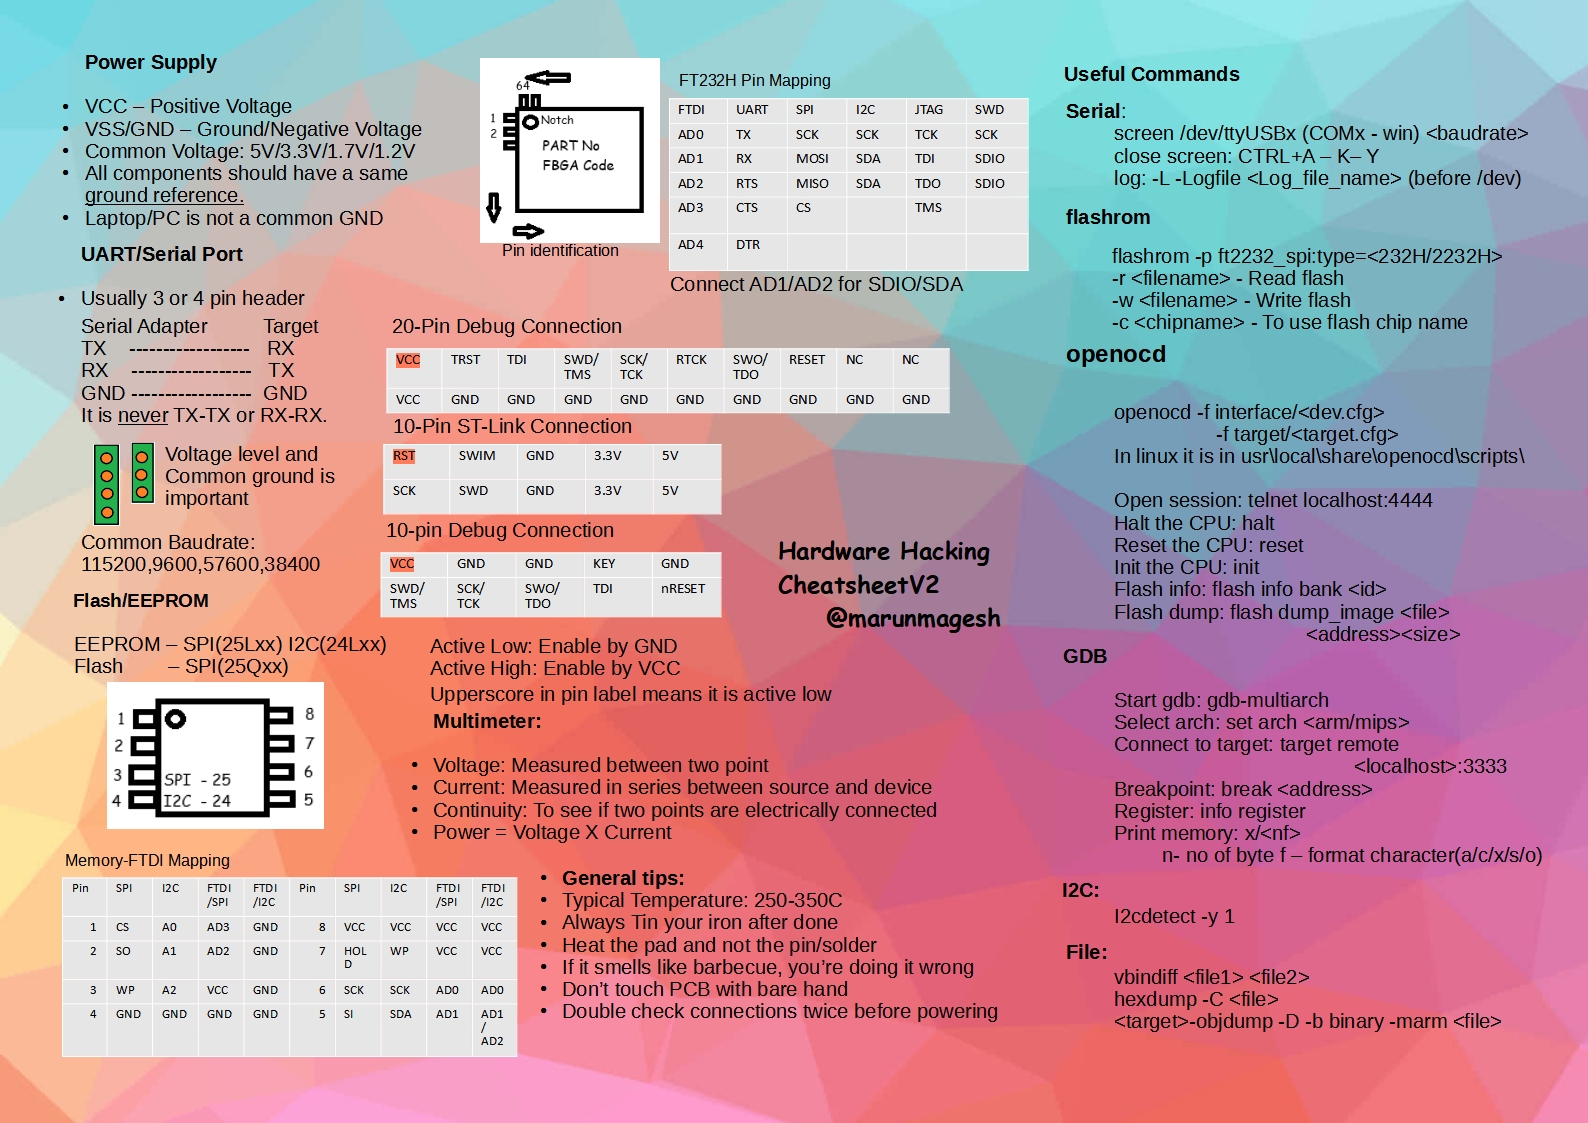 Power Supply
• VCC – Positive Voltage
• VSS/GND – Ground/Negative Voltage
• Common Voltage: 5V/3.3V/1.7V/1.2V
• All components should have a same
ground reference.
• Laptop/PC is not a common GND
UART/Serial Port
• Usually 3 or 4 pin header
Serial Adapter Target
TX ------------------ RX
RX ------------------ TX
GND ------------------ GND
It is never TX-TX or RX-RX.
Voltage level and
Common ground is
important
Common Baudrate:
115200,9600,57600,38400
Flash/EEPROM
EEPROM – SPI(25Lxx) I2C(24Lxx)
Flash – SPI(25Qxx)
1 8
2 7
3 6
SPI - 25
4 5
I2C - 24
Memory-FTDI Mapping
Pin SPI I2C FTDI /SPI FTDI /I2C Pin SPI I2C FTDI /SPI FTDI /I2C
1 CS A0 AD3 GND 8 VCC VCC VCC VCC
2 SO A1 AD2 GND 7 HOL D WP VCC VCC
3 WP A2 VCC GND 6 SCK SCK AD0 AD0
4 GND GND GND GND 5 SI SDA AD1 AD1 / AD2
64
1
2
Notch
PART No
FBGA Code
Pin identification
FT232H Pin Mapping
FTDI UART SPI I2C JTAG SWD
AD0 TX SCK SCK TCK SCK
AD1 RX MOSI SDA TDI SDIO
AD2 RTS MISO SDA TDO SDIO
AD3 CTS CS TMS
AD4 DTR
Connect AD1/AD2 for SDIO/SDA
20-Pin Debug Connection
VCC TRST TDI SWD/ TMS SCK/ TCK RTCK SWO/ TDO RESET NC NC
VCC GND GND GND GND GND GND GND GND GND
10-Pin ST-Link Connection
RST SWIM GND 3.3V 5V
SCK SWD GND 3.3V 5V
10-pin Debug Connection
VCC GND GND KEY GND
SWD/ TMS SCK/ TCK SWO/ TDO TDI nRESET
Hardware Hacking
CheatsheetV2
@marunmagesh
Active Low: Enable by GND
Active High: Enable by VCC
Upperscore in pin label means it is active low
Multimeter:
• Voltage: Measured between two point
• Current: Measured in series between source and device
• Continuity: To see if two points are electrically connected
• Power = Voltage X Current
• General tips:
• Typical Temperature: 250-350C
• Always Tin your iron after done
• Heat the pad and not the pin/solder
• If it smells like barbecue, you're doing it wrong
• Don't touch PCB with bare hand
• Double check connections twice before powering
Useful Commands
Serial:
screen /dev/ttyUSBx (COMx - win) <baudrate>
close screen: CTRL+A – K– Y
log: -L -Logfile <Log_file_name> (before /dev)
flashrom
flashrom -p ft2232_spi:type=<232H/2232H>
-r <filename> - Read flash
-w <filename> - Write flash
-c <chipname> - To use flash chip name
openocd
openocd -f interface/<dev.cfg>
-f target/<target.cfg>
In linux it is in usr\local\share\openocd\scripts\
Open session: telnet localhost:4444
Halt the CPU: halt
Reset the CPU: reset
Init the CPU: init
Flash info: flash info bank <id>
Flash dump: flash dump_image <file>
<address><size>
GDB
Start gdb: gdb-multiarch
Select arch: set arch <arm/mips>
Connect to target: target remote
<localhost>:3333
Breakpoint: break <address>
Register: info register
Print memory: x/<nf>
n- no of byte f – format character(a/c/x/s/o)
I2C:
I2cdetect -y 1
File:
vbindiff <file1> <file2>
hexdump -C <file>
<target>-objdump -D -b binary -marm <file>